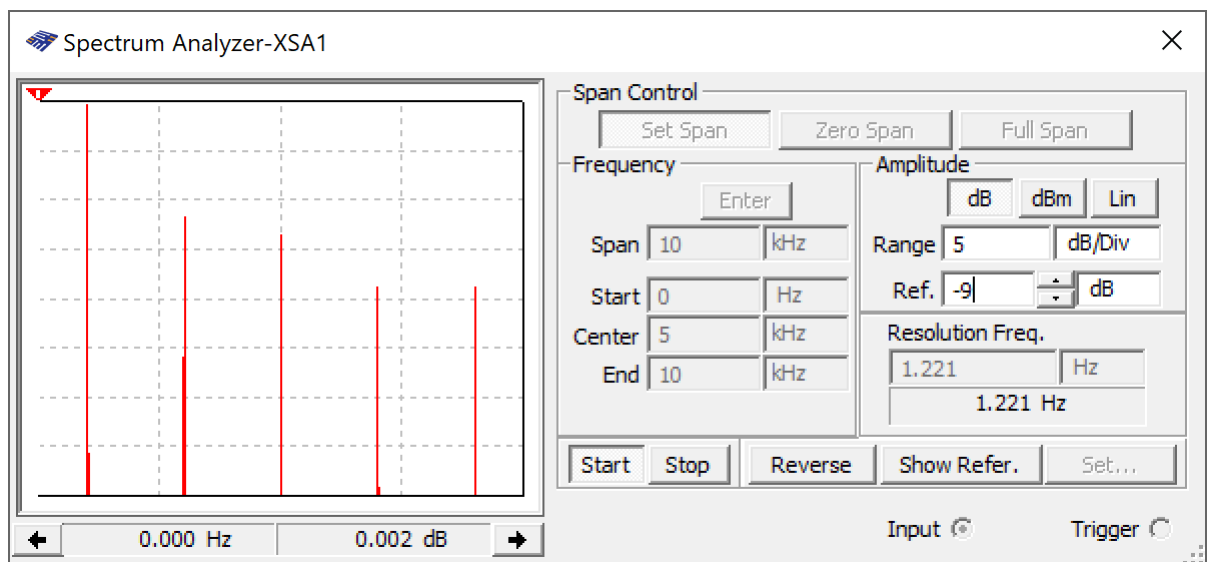 Spectrum Analyzer-XSA1
Span Control
Set Span Zero Span Full Span
Frequency
Enter
Span 10 kHz
Start 0 Hz
Center 5 kHz
End 10 kHz
Amplitude
dB dBm Lin
Range 5 dB/Div
Ref. -9 dB
Resolution Freq.
1.221 Hz
1.221 Hz
Start Stop Reverse Show Refer. Set...
0.000 Hz 0.002 dB
Input Trigger